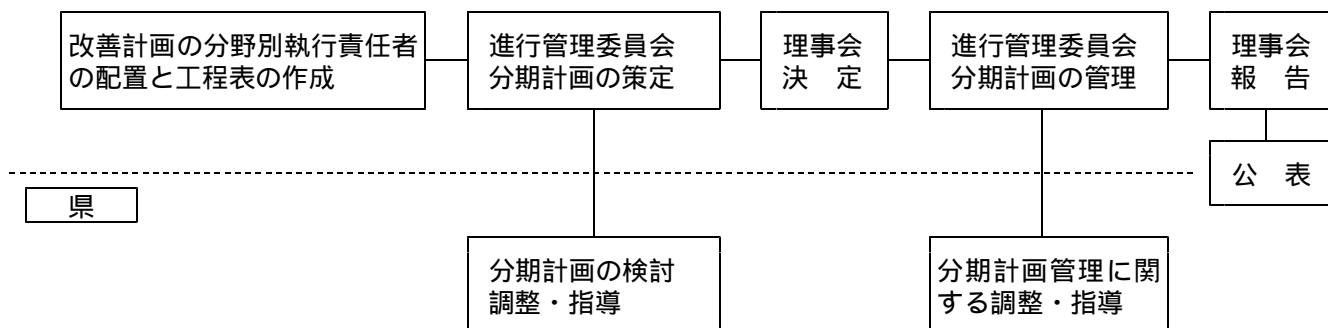 改善計画の分野別執行責任者
の配置と工程表の作成
進行管理委員会
分期計画の策定
理事会
決　定
進行管理委員会
分期計画の管理
理事会
報　告
公　表
県
分期計画の検討
調整・指導
分期計画管理に関
する調整・指導